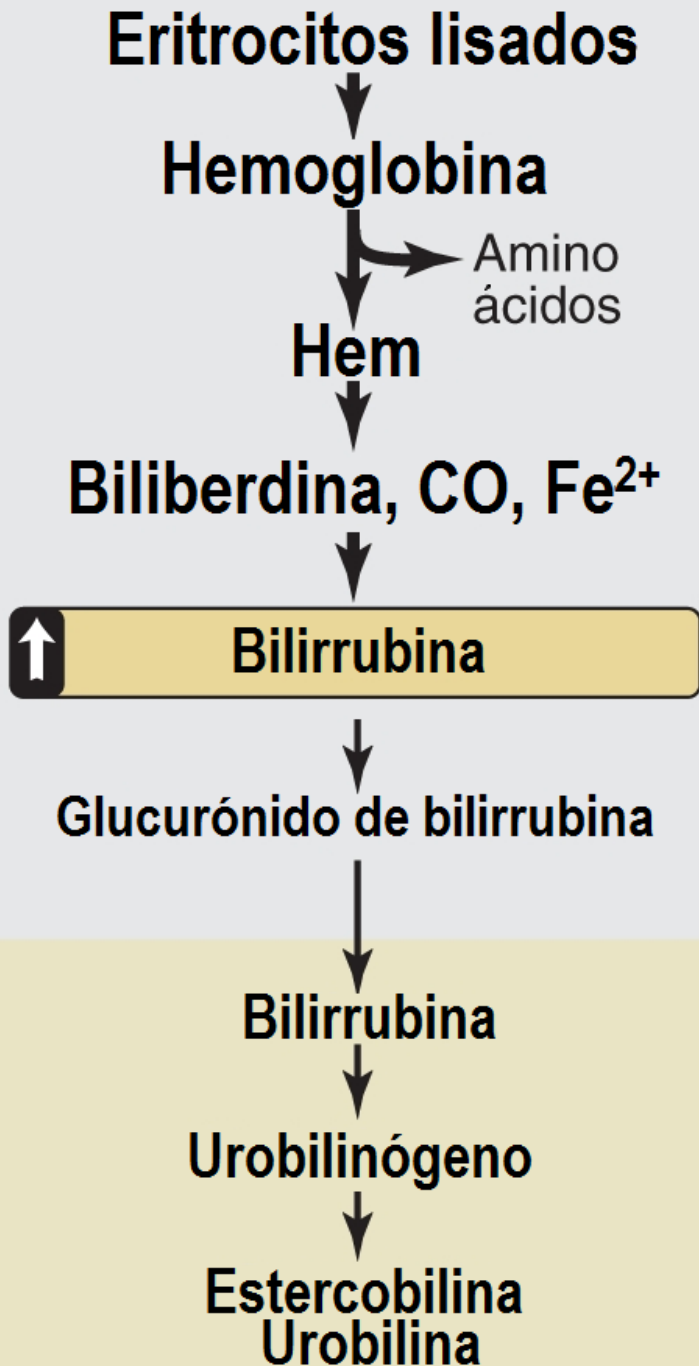 Eritrocitos lisados
Hemoglobina
Amino
ácidos
Hem
Biliberdina, CO, Fe²⁺
Bilirrubina
Glucurónido de bilirrubina
Bilirrubina
Urobilinógeno
Estercobilina
Urobilina